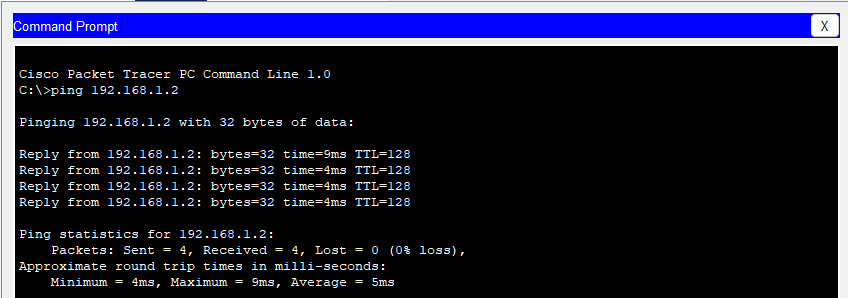 Command Prompt
X
Cisco Packet Tracer PC Command Line 1.0
C:\>ping 192.168.1.2
Pinging 192.168.1.2 with 32 bytes of data:
Reply from 192.168.1.2: bytes=32 time=9ms TTL=128
Reply from 192.168.1.2: bytes=32 time=4ms TTL=128
Reply from 192.168.1.2: bytes=32 time=4ms TTL=128
Reply from 192.168.1.2: bytes=32 time=4ms TTL=128
Ping statistics for 192.168.1.2:
Packets: Sent = 4, Received = 4, Lost = 0 (0% loss),
Approximate round trip times in milli-seconds:
Minimum = 4ms, Maximum = 9ms, Average = 5ms